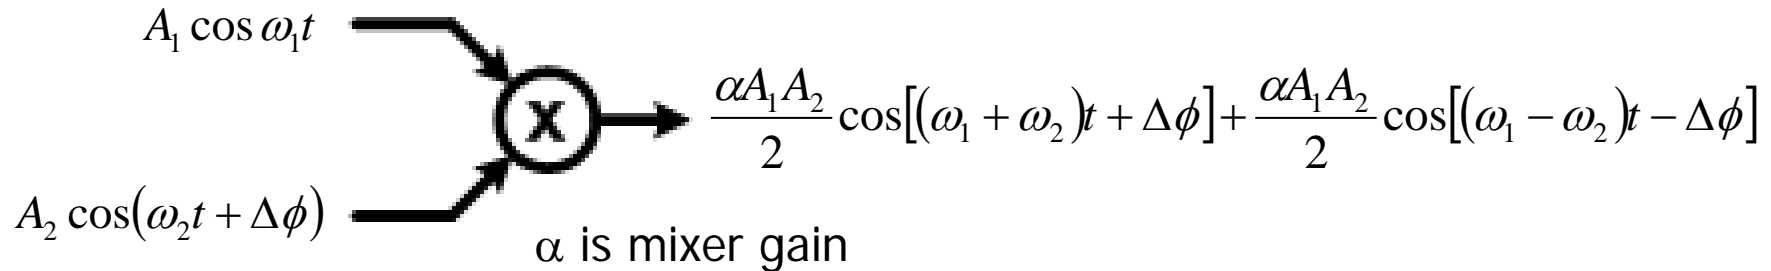 A₁ cos ω₁t
X
αA₁A₂/2 cos[(ω₁ + ω₂)t + Δϕ] + αA₁A₂/2 cos[(ω₁ − ω₂)t − Δϕ]
A₂ cos(ω₂t + Δϕ)
α is mixer gain